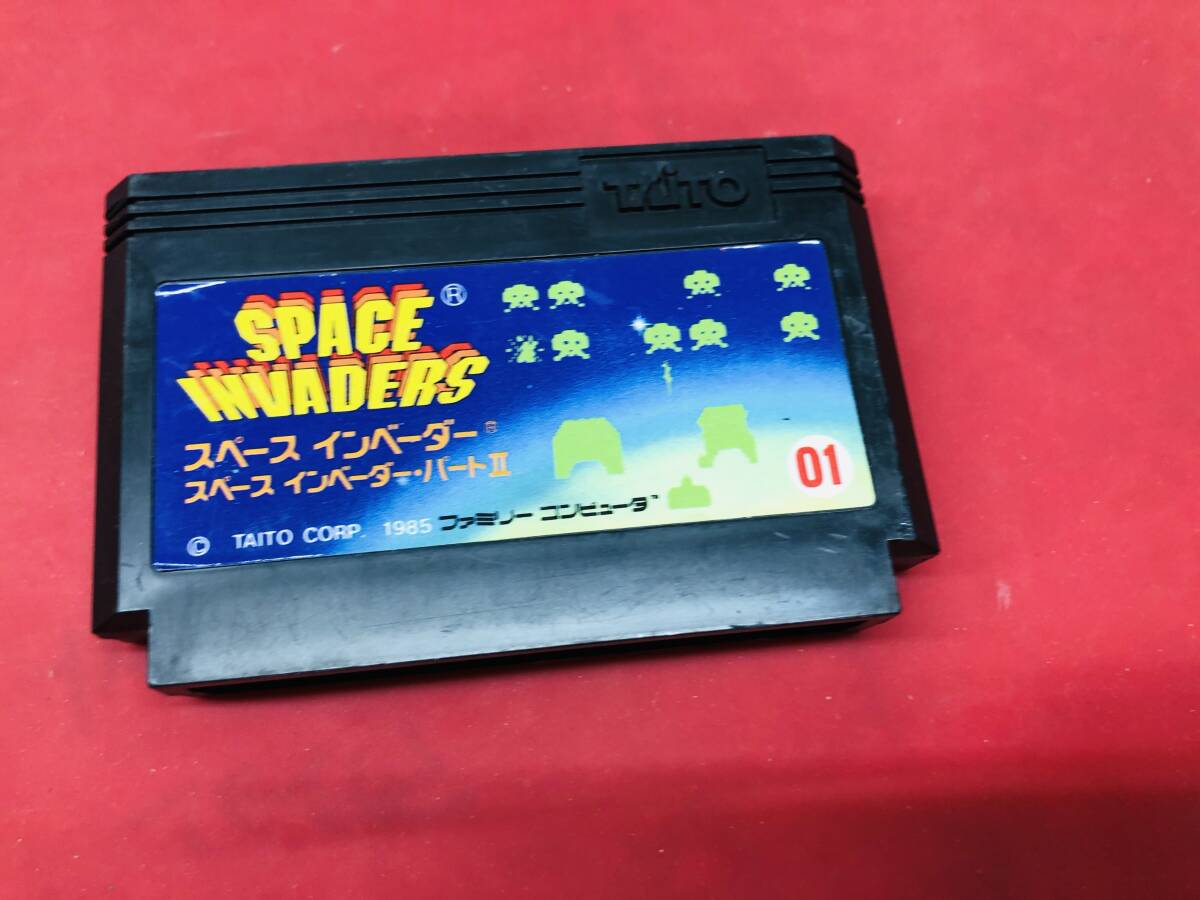 TAITO
SPACE ®
INVADERS
スペース インベーダー®
スペース インベーダー・パートⅡ
01
© TAITO CORP. 1985 ファミリー コンピュータ™